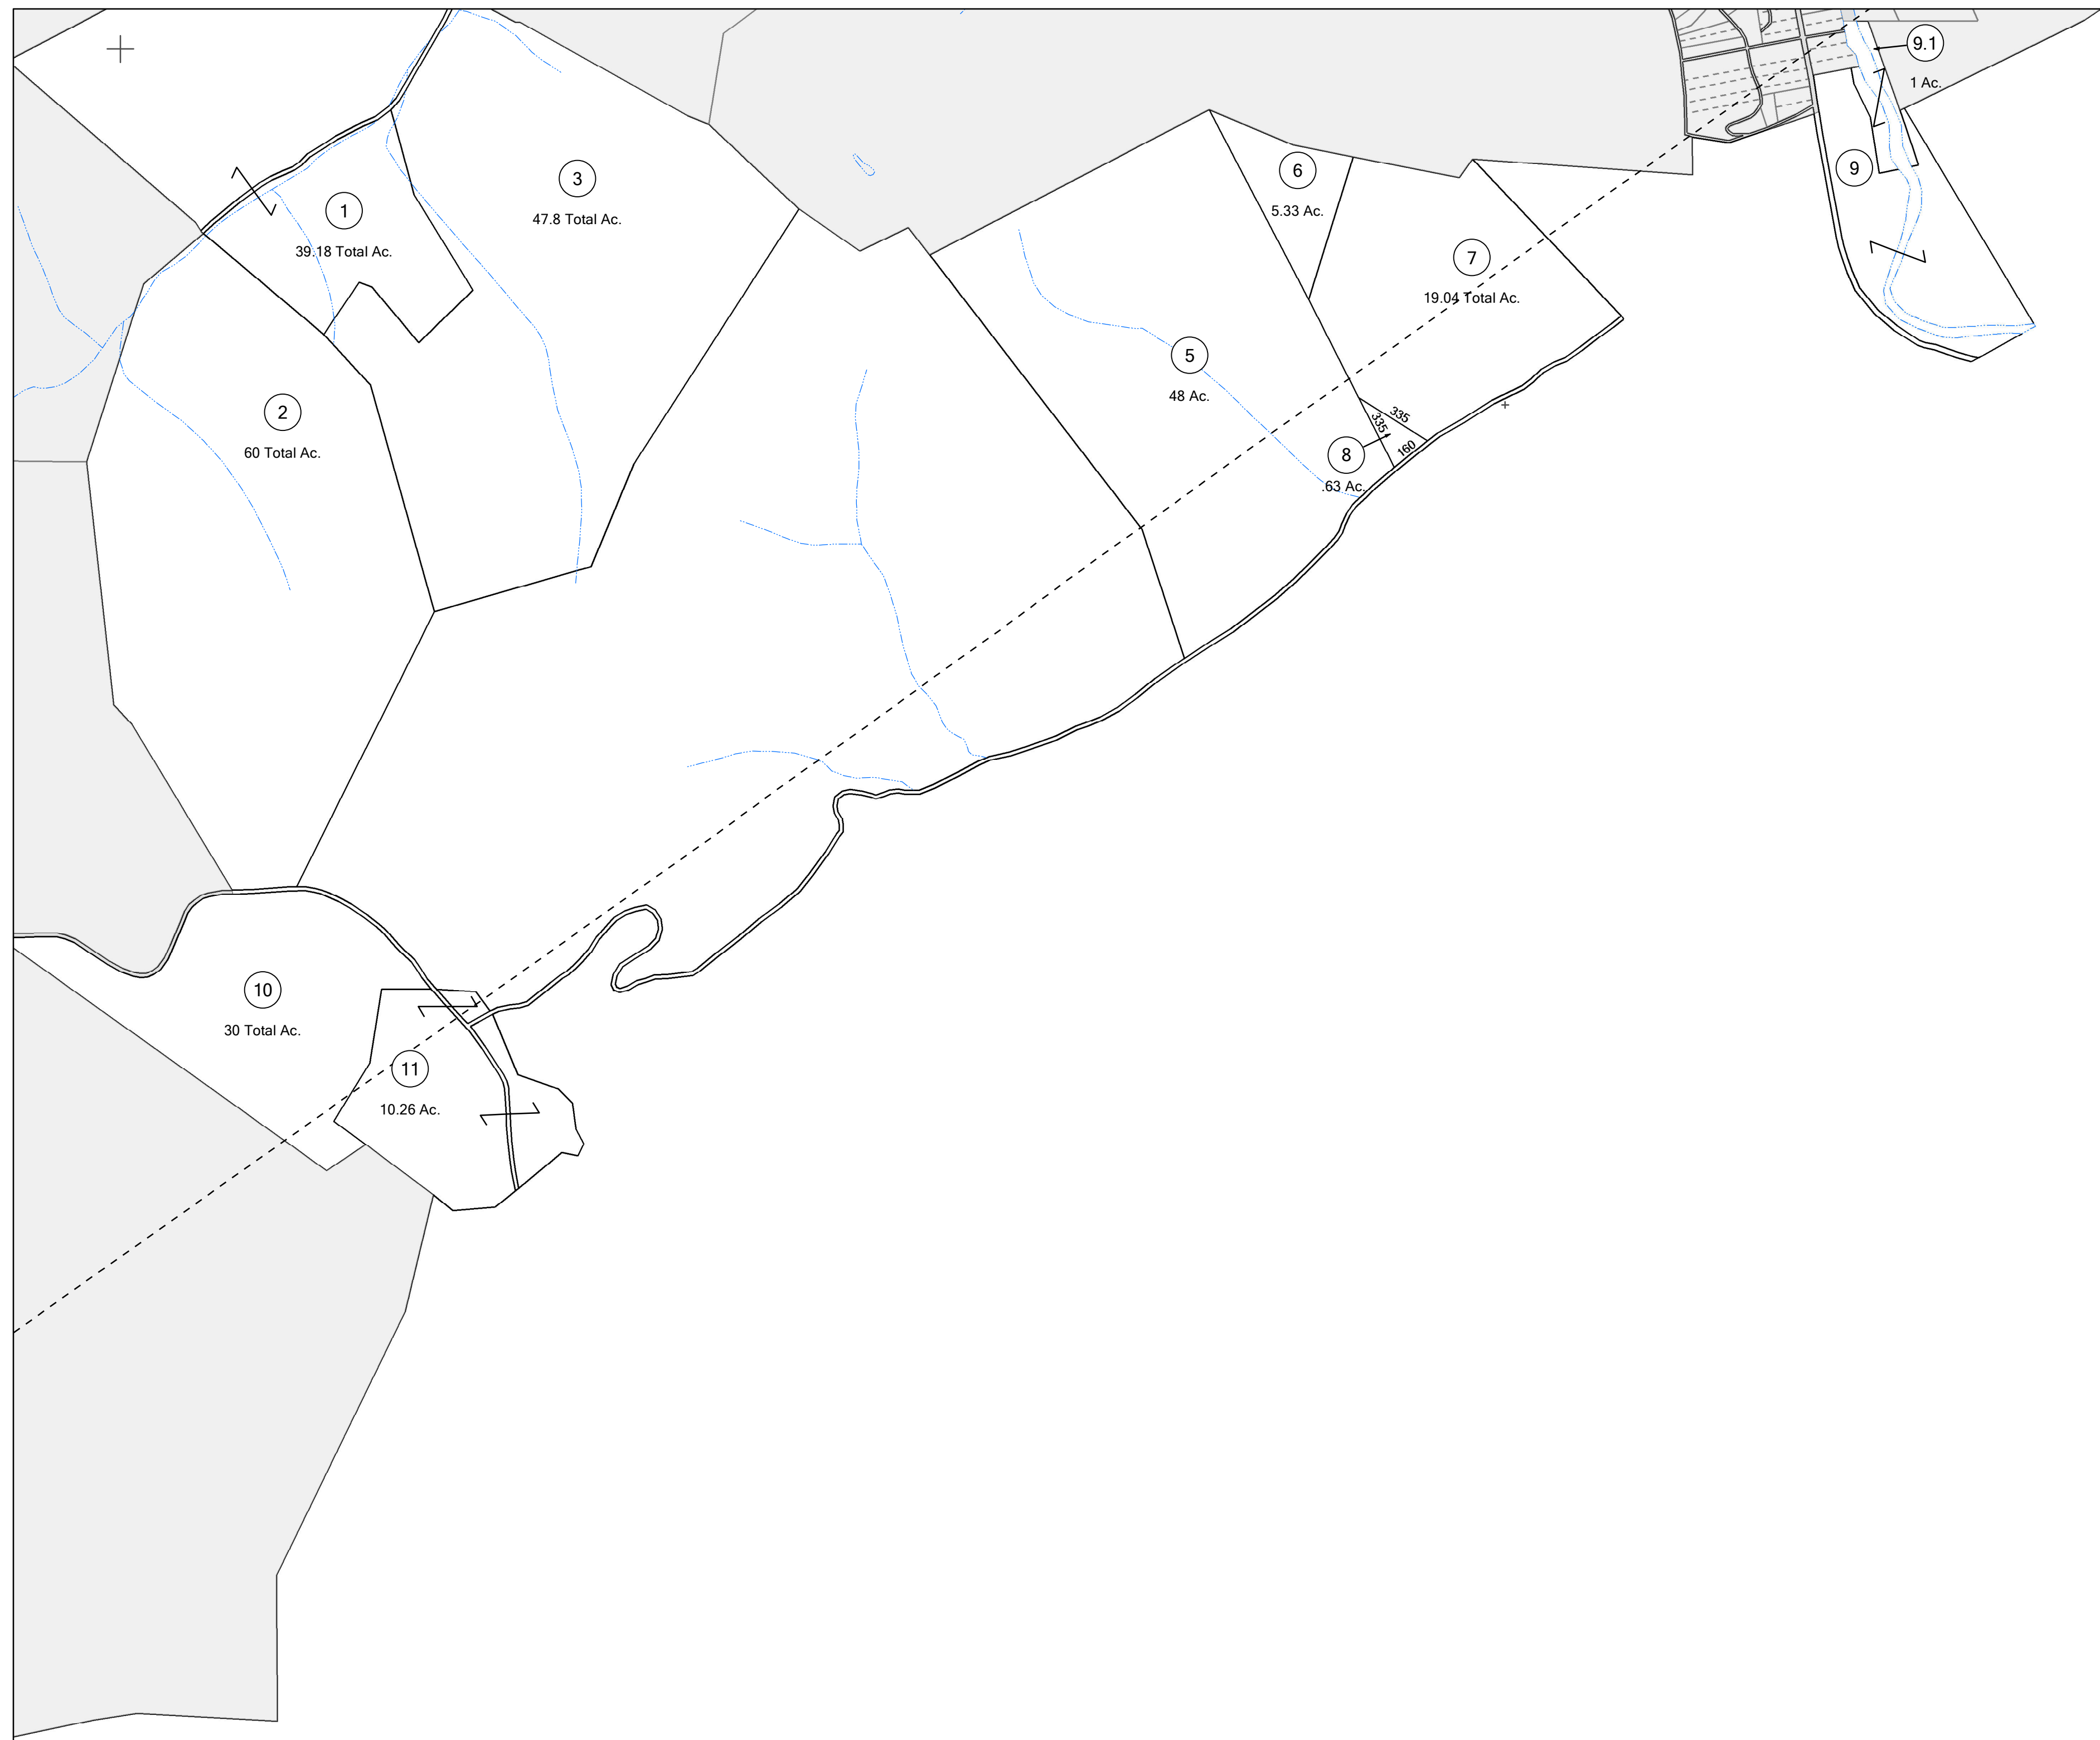 9.1
1 Ac.
9
6
5.33 Ac.
3
47.8 Total Ac.
1
39.18 Total Ac.
7
19.04 Total Ac.
5
48 Ac.
2
60 Total Ac.
335
335
160
8
.63 Ac.
10
30 Total Ac.
11
10.26 Ac.